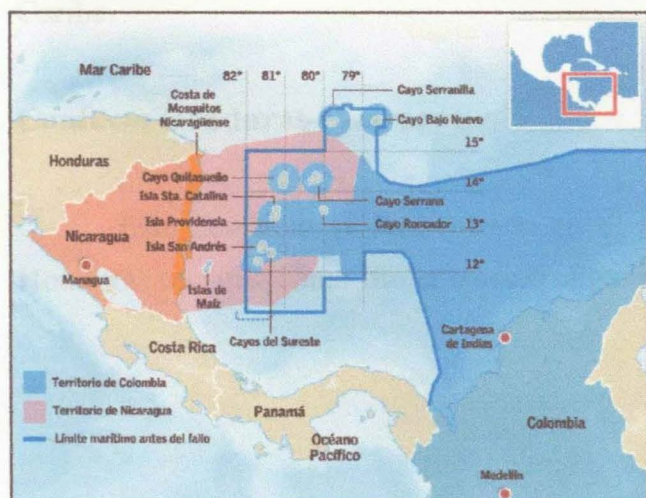 Mar Caribe
82°
81°
80°
79°
Cayo Serranilla
Costa de
Mosquitos
Nicaragüense
Cayo Bajo Nuevo
Honduras
15°
Cayo Quitasueño
14°
Isla Sta. Catalina
Cayo Serrana
Isla Providencia
Cayo Roncador
13°
Nicaragua
Isla San Andrés
12°
Managua
Islas de
Maíz
Cayos del Sureste
Costa Rica
Cartagena
de Indias
Territorio de Colombia
Territorio de Nicaragua
Límite marítimo antes del fallo
Panamá
Océano
Pacífico
Colombia
Medellín